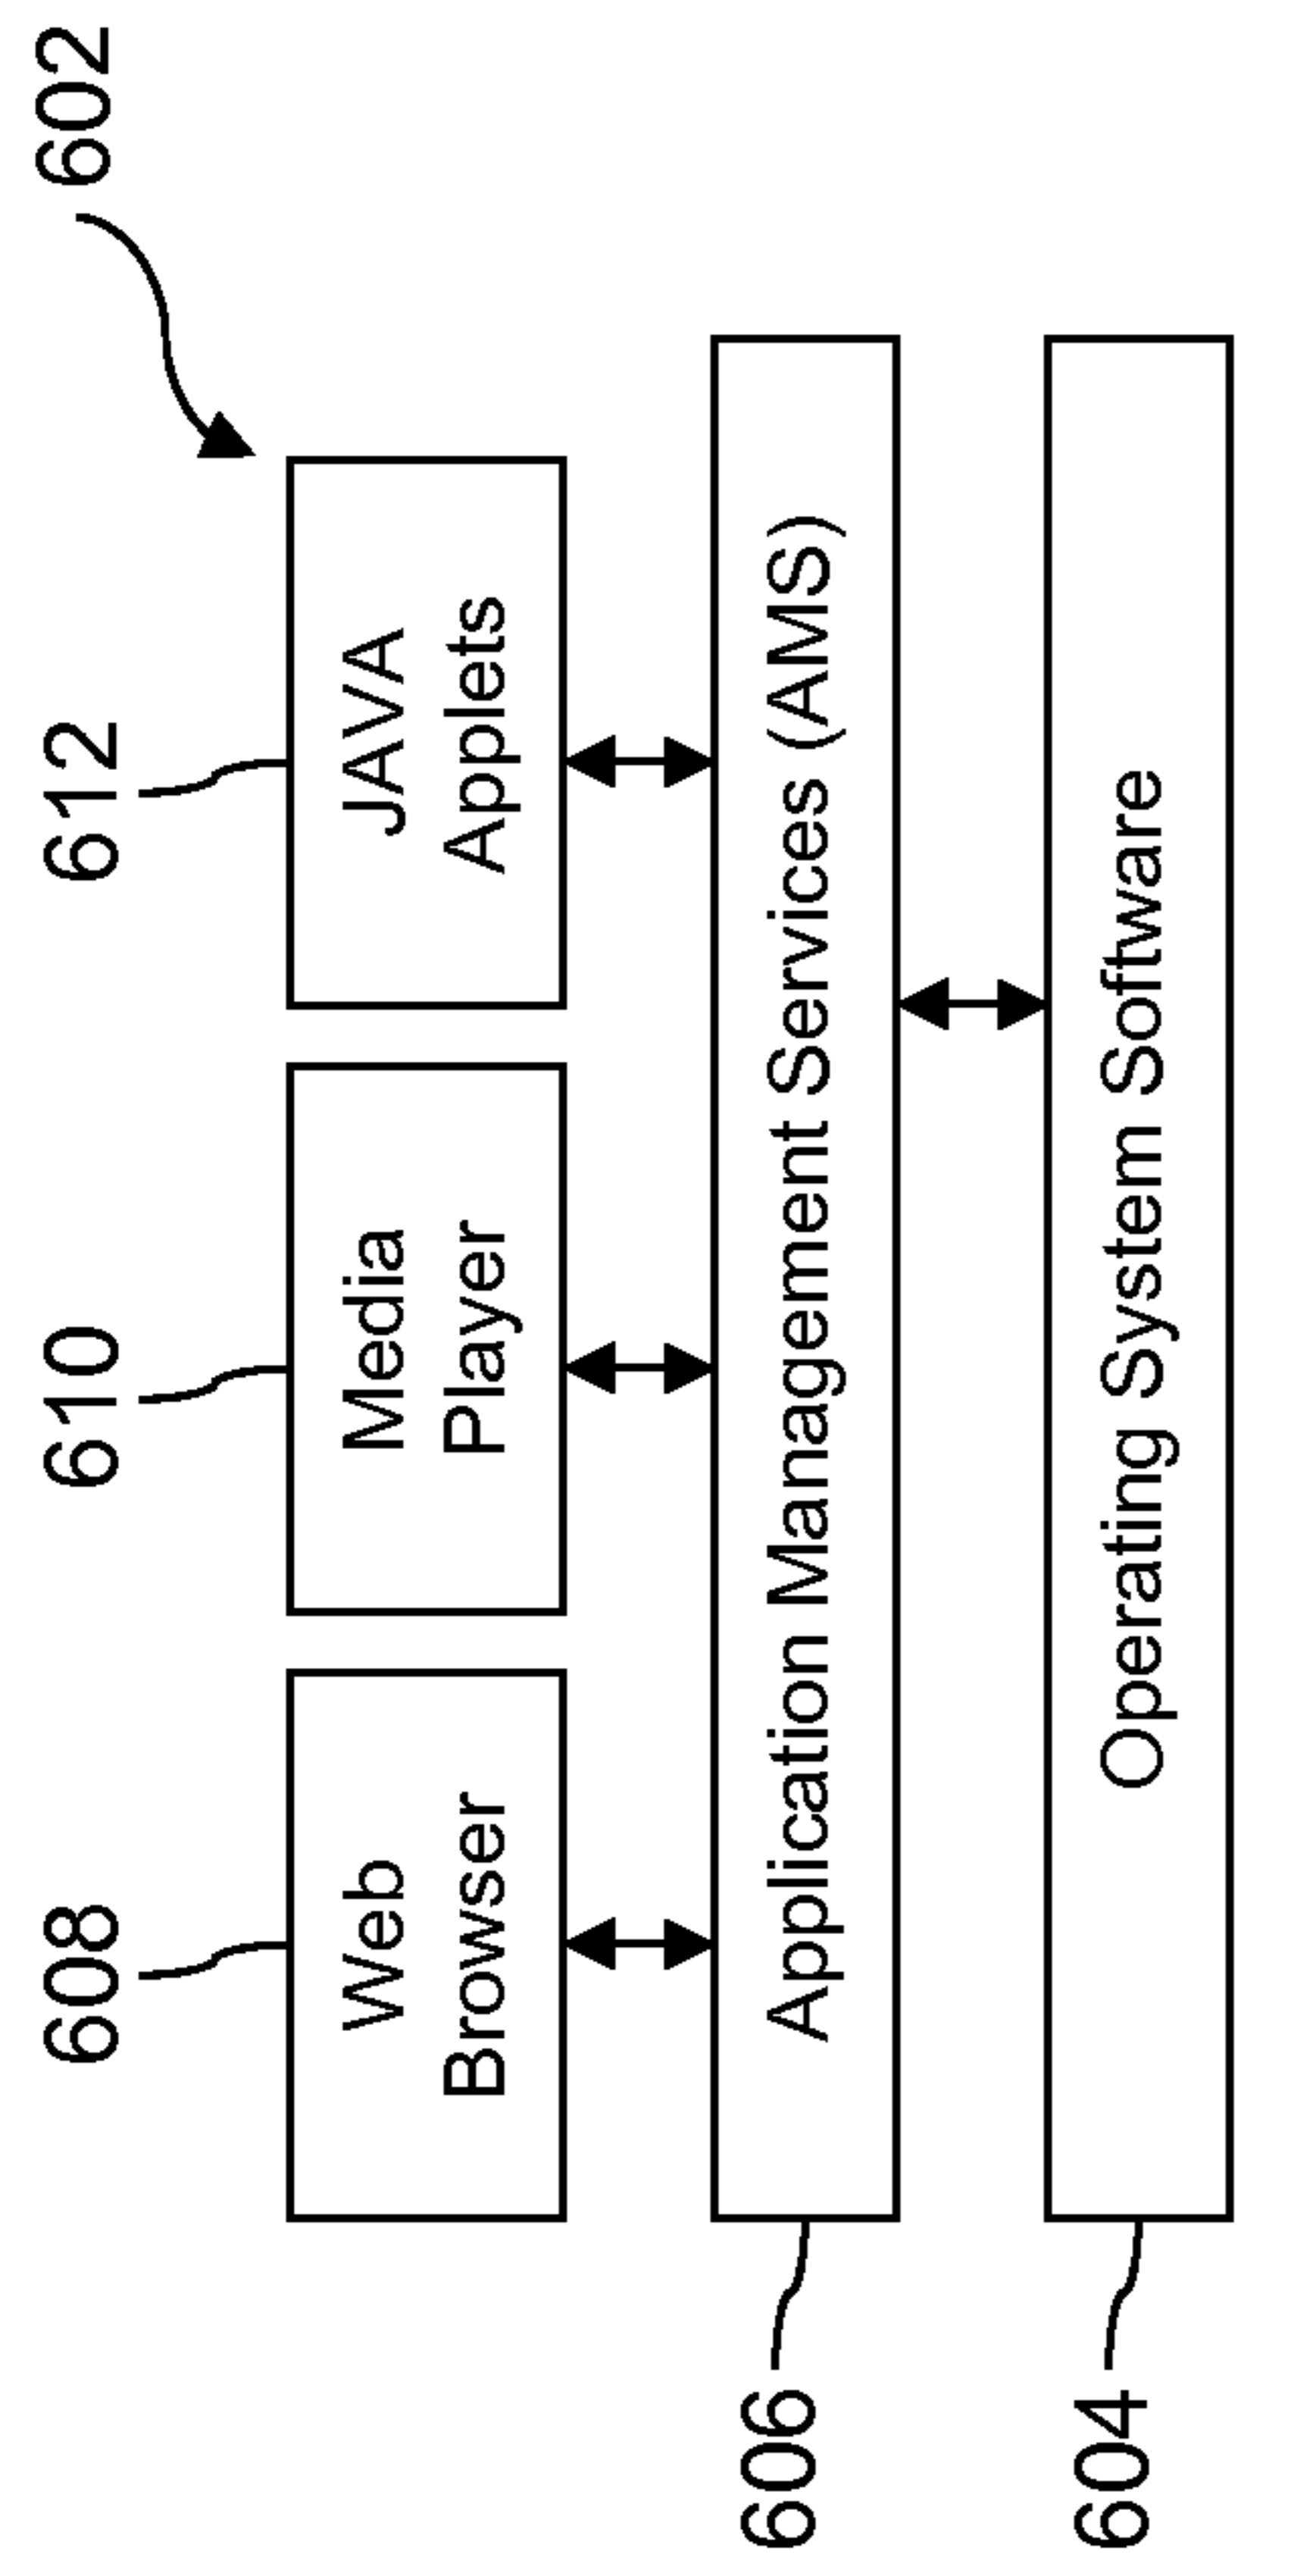 602
608
610
612
Web
Browser
Media
Player
JAVA
Applets
606
Application Management Services (AMS)
604
Operating System Software